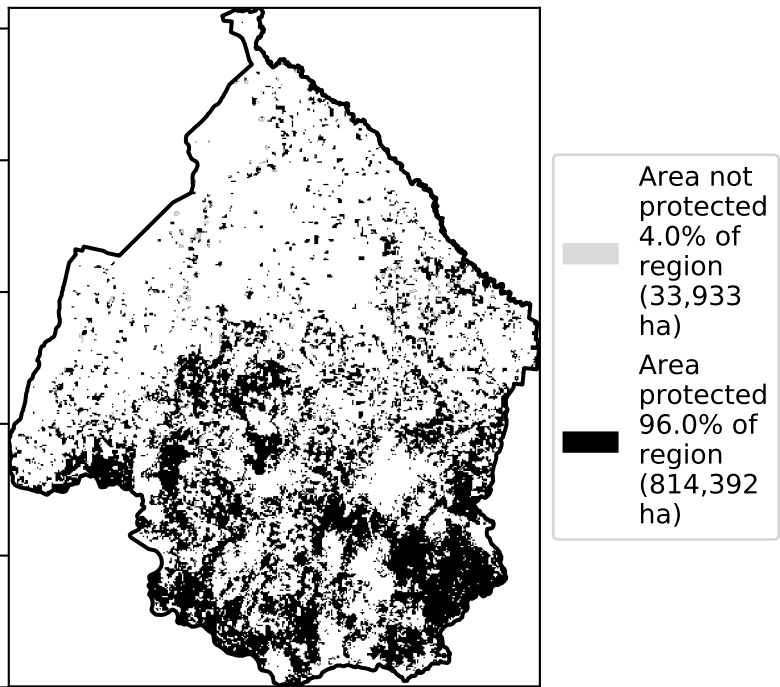 Area not
protected
4.0% of
region
(33,933
ha)
Area
protected
96.0% of
region
(814,392
ha)